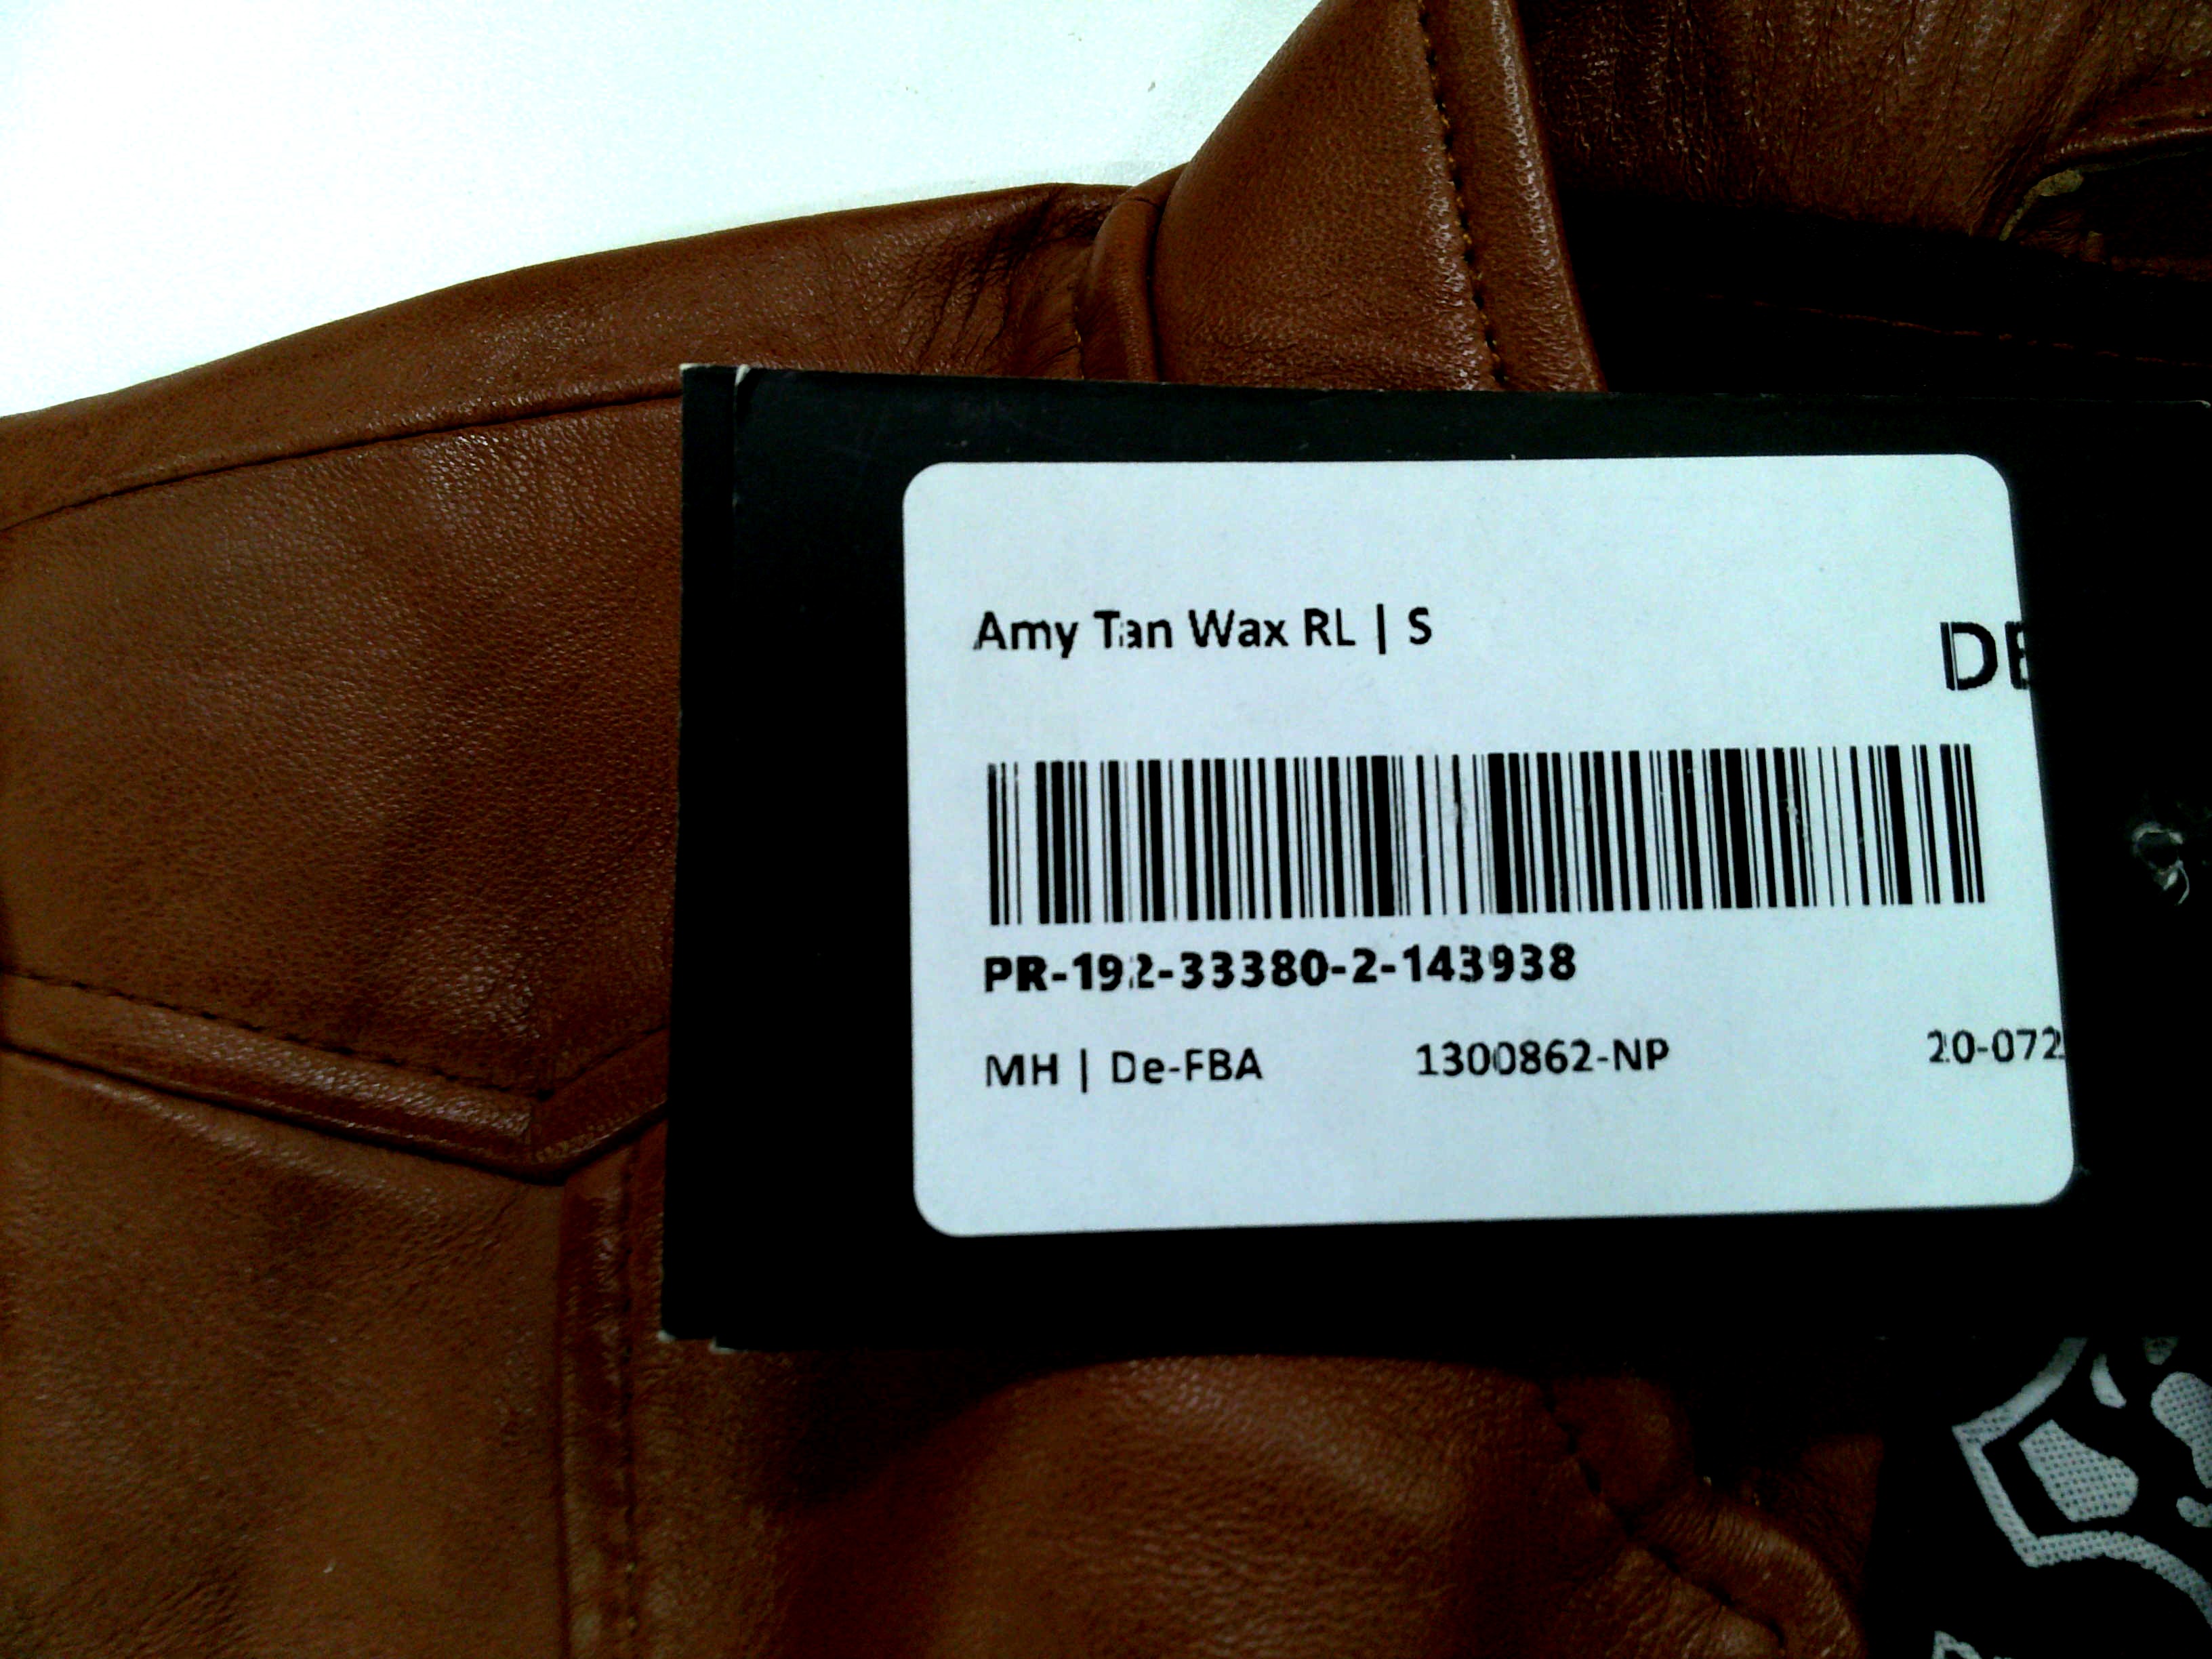 Amy Tan Wax RL | S
DE
PR-192-33380-2-143938
MH | De-FBA 1300862-NP 20-072